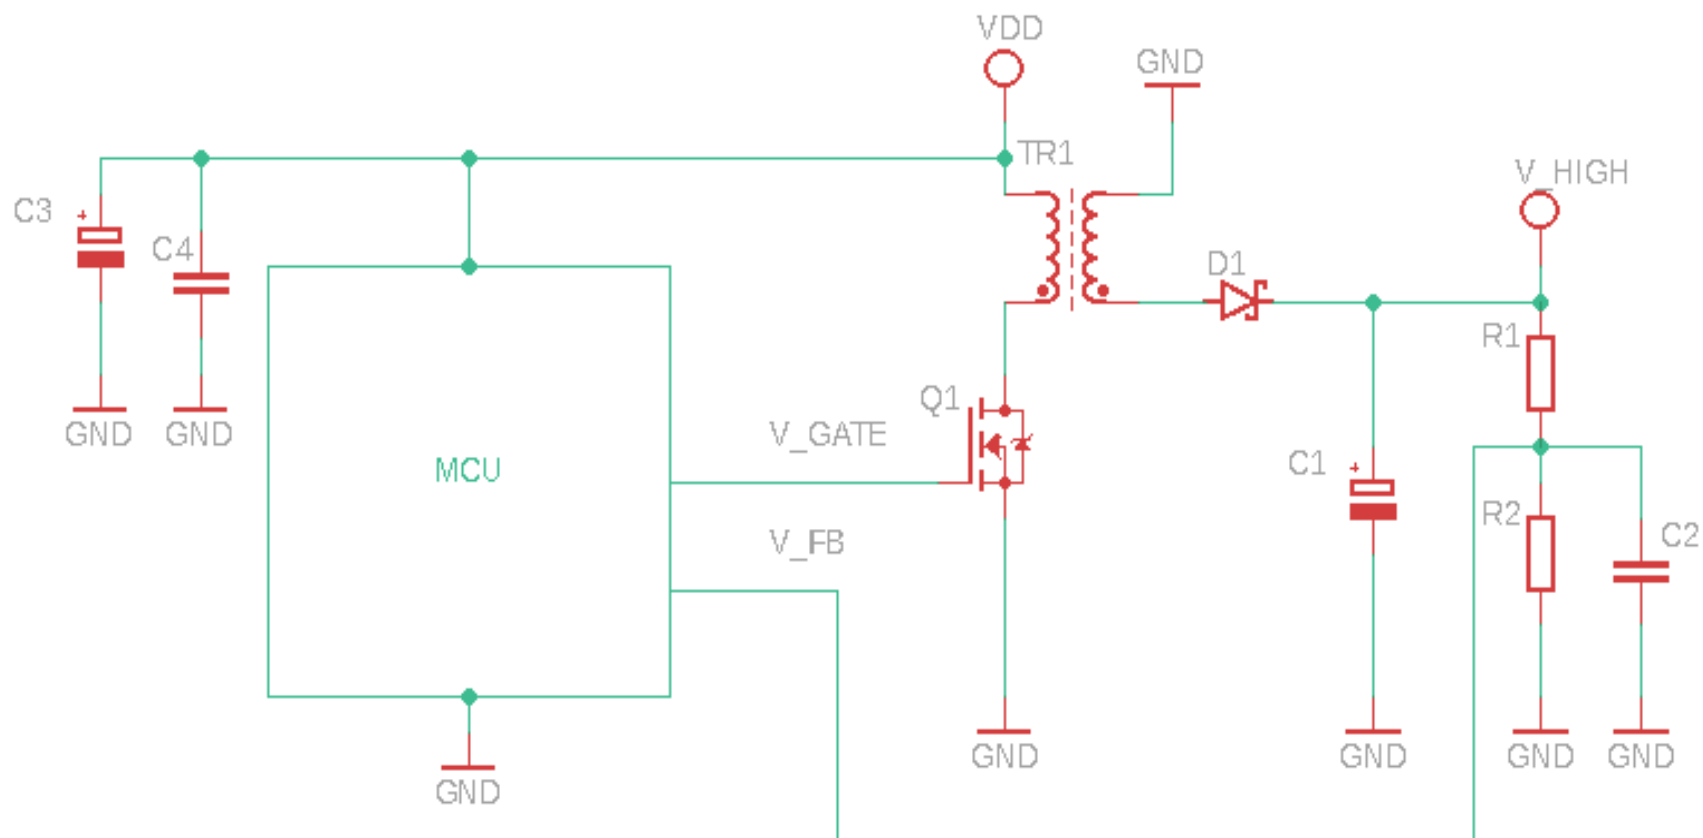 VDD
GND
TR1
V_HIGH
C3
+
C4
D1
R1
Q1
GND
GND
V_GATE
MCU
C1
+
R2
V_FB
C2
GND
GND
GND
GND
GND